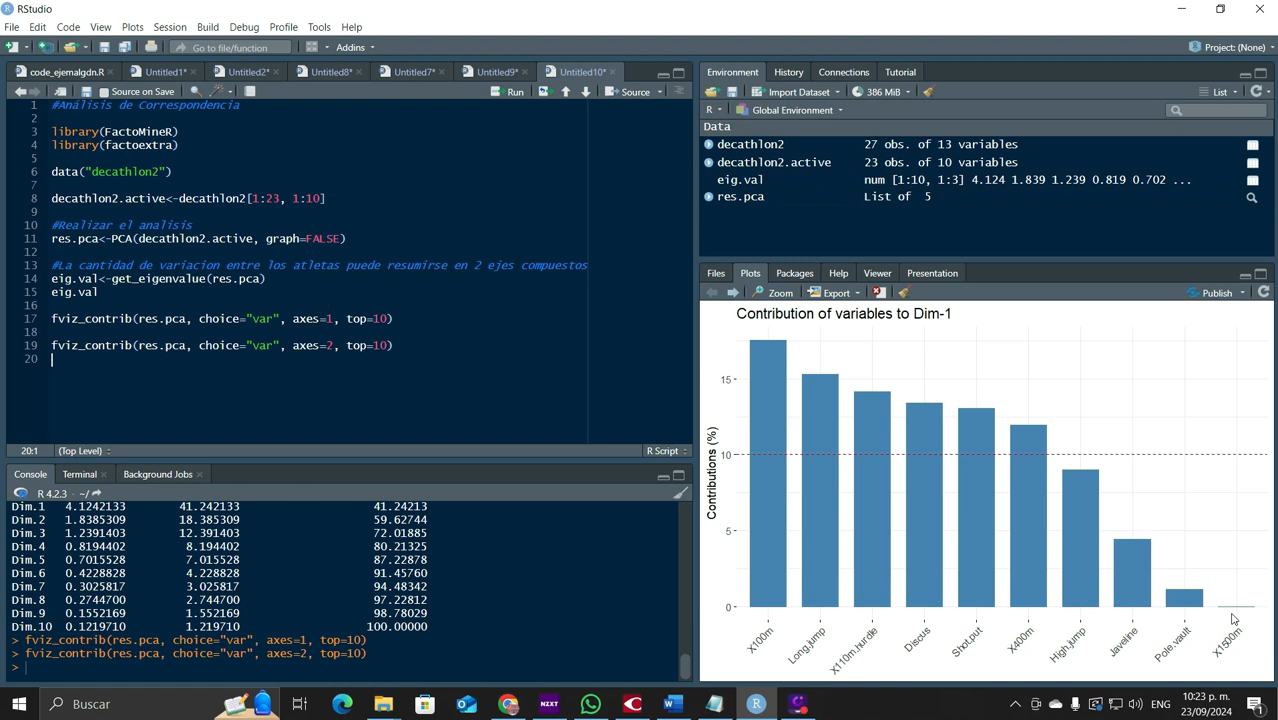 RStudio
File Edit Code View Plots Session Build Debug Profile Tools Help
Go to file/function Addins Project: (None)
code_ejemalgdn.R Untitled1* Untitled2* Untitled8* Untitled7* Untitled9* Untitled10*
Source on Save Run Source
1 #Análisis de Correspondencia
2
3 library(FactoMineR)
4 library(factoextra)
5
6 data("decathlon2")
7
8 decathlon2.active<-decathlon2[1:23, 1:10]
9
10 #Realizar el analisis
11 res.pca<-PCA(decathlon2.active, graph=FALSE)
12
13 #La cantidad de variacion entre los atletas puede resumirse en 2 ejes compuestos
14 eig.val<-get_eigenvalue(res.pca)
15 eig.val
16
17 fviz_contrib(res.pca, choice="var", axes=1, top=10)
18
19 fviz_contrib(res.pca, choice="var", axes=2, top=10)
20
20:1 (Top Level) R Script
Console Terminal Background Jobs
R 4.2.3 · ~/
Dim.1 4.1242133 41.242133 41.24213
Dim.2 1.8385309 18.385309 59.62744
Dim.3 1.2391403 12.391403 72.01885
Dim.4 0.8194402 8.194402 80.21325
Dim.5 0.7015528 7.015528 87.22878
Dim.6 0.4228828 4.228828 91.45760
Dim.7 0.3025817 3.025817 94.48342
Dim.8 0.2744700 2.744700 97.22812
Dim.9 0.1552169 1.552169 98.78029
Dim.10 0.1219710 1.219710 100.00000
> fviz_contrib(res.pca, choice="var", axes=1, top=10)
> fviz_contrib(res.pca, choice="var", axes=2, top=10)
>
Environment History Connections Tutorial
Import Dataset 386 MiB List
R Global Environment
Data
decathlon2 27 obs. of 13 variables
decathlon2.active 23 obs. of 10 variables
eig.val num [1:10, 1:3] 4.124 1.839 1.239 0.819 0.702 ...
res.pca List of 5
Files Plots Packages Help Viewer Presentation
Zoom Export Publish
Contribution of variables to Dim-1
Contributions (%)
15
10
5
0
X100m Long.jump X110m.hurdle Discus Shot.put X400m High.jump Javeline Pole.vault X1500m
Buscar
NZXT
ENG
10:23 p. m.
23/09/2024